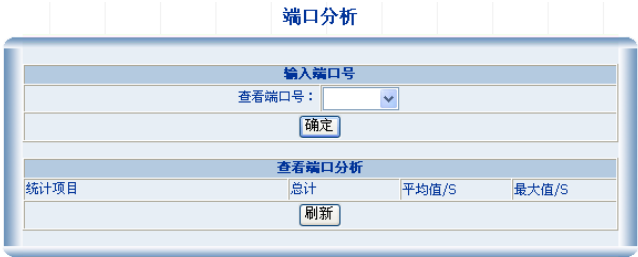 端口分析
输入端口号
查看端口号：
确定
查看端口分析
统计项目 总计 平均值/S 最大值/S
刷新